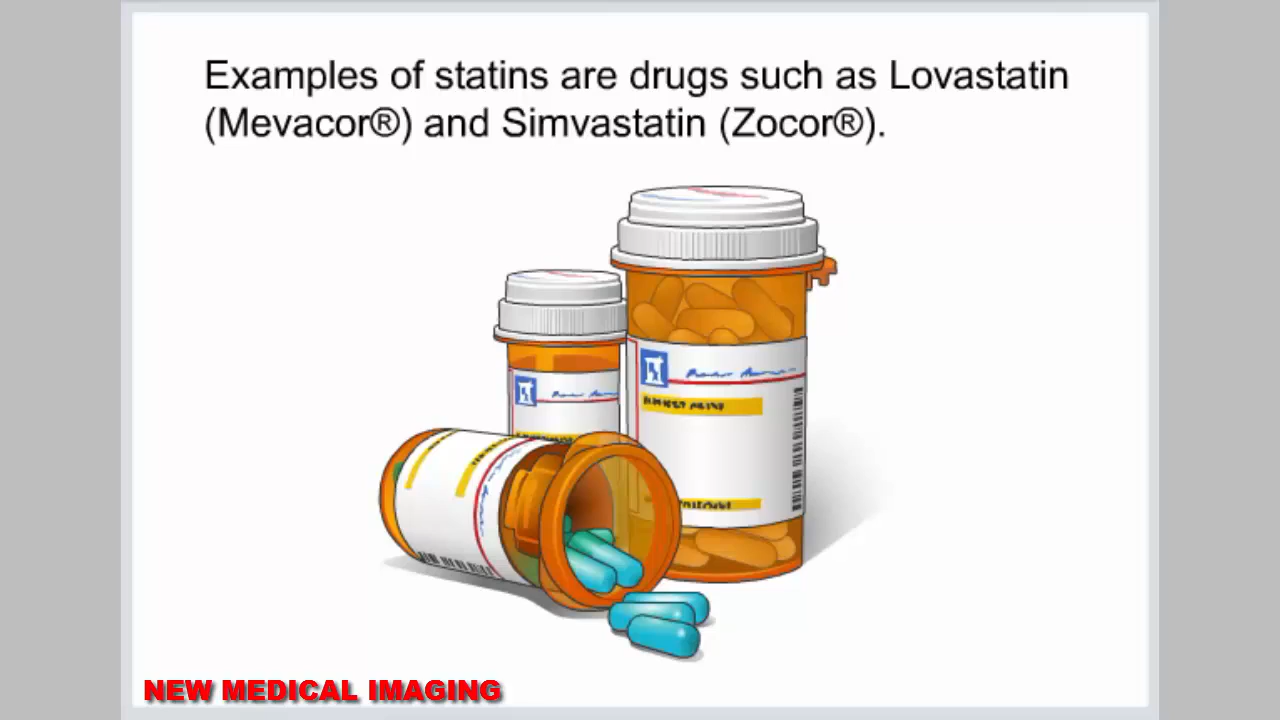 Examples of statins are drugs such as Lovastatin
(Mevacor®) and Simvastatin (Zocor®).
NEW MEDICAL IMAGING